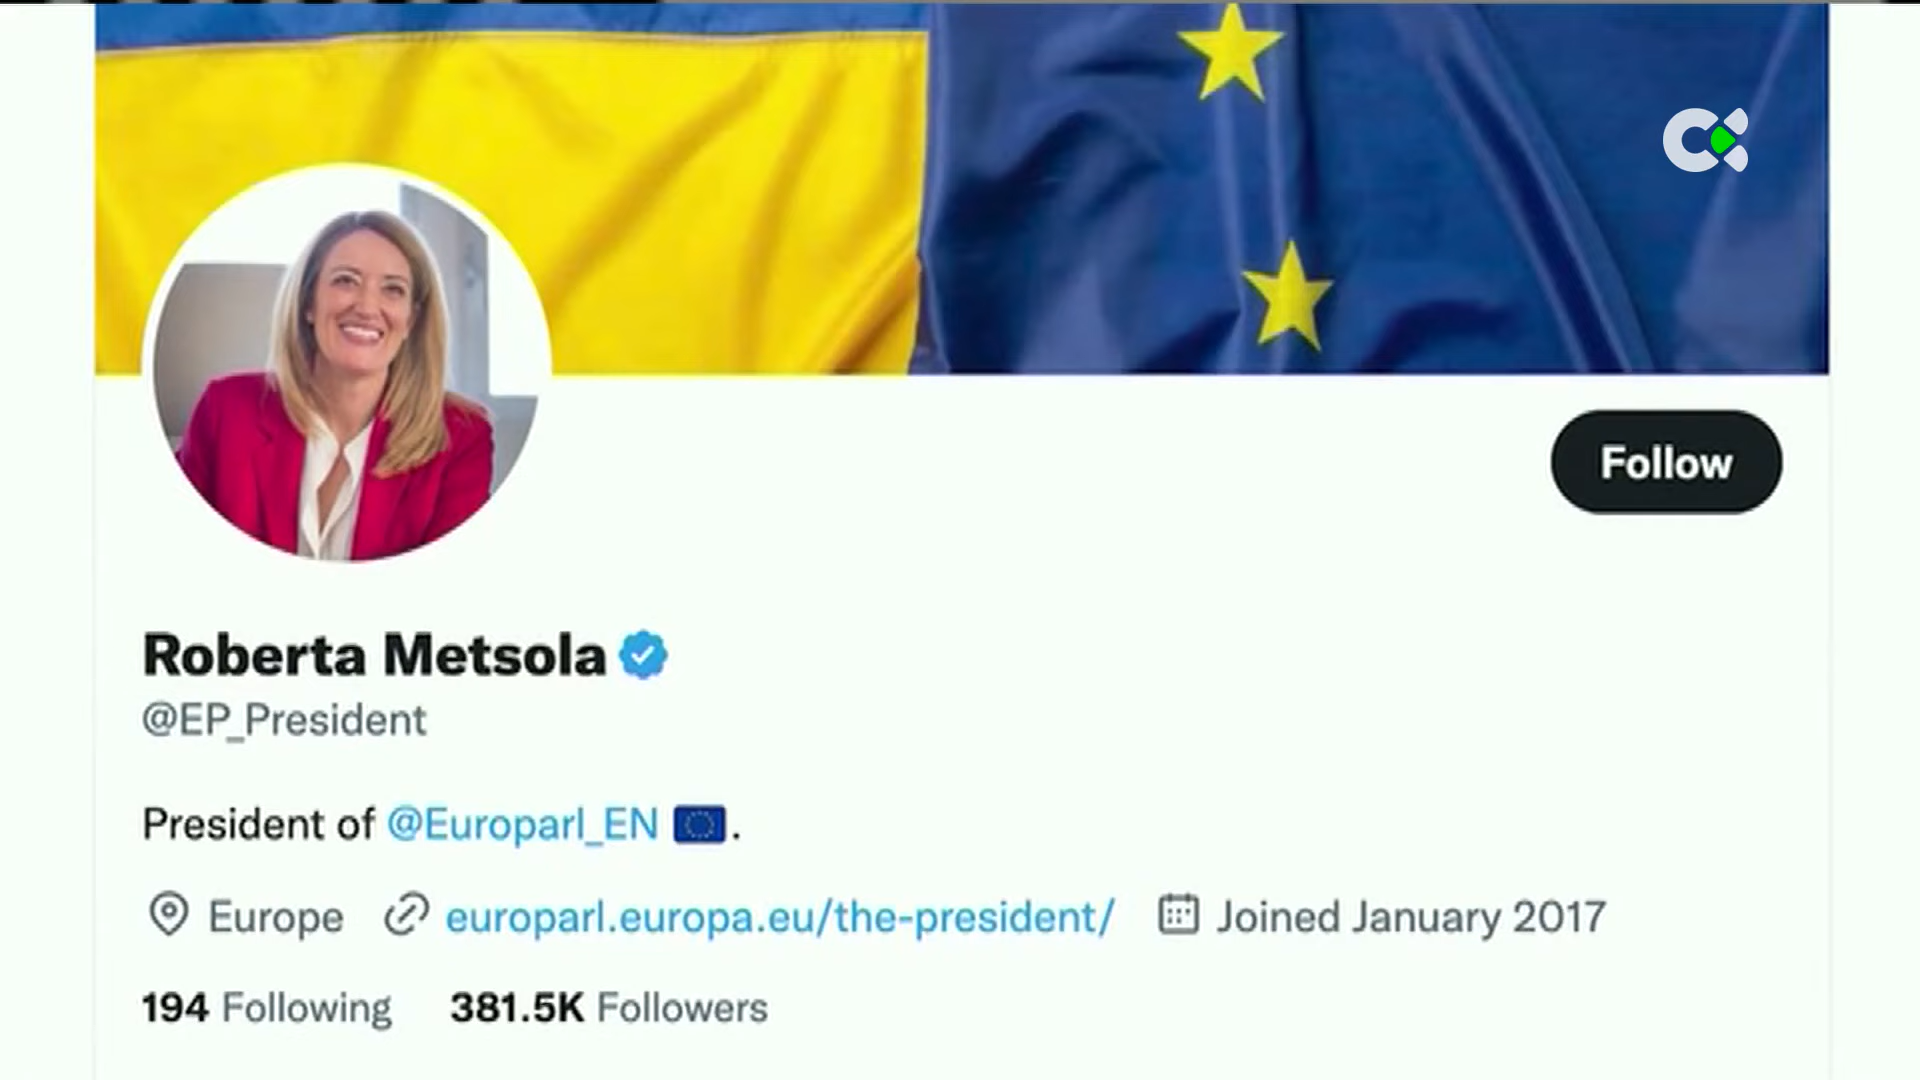 Follow
Roberta Metsola
@EP_President
President of @Europarl_EN 🇪🇺.
Europe europarl.europa.eu/the-president/ Joined January 2017
194 Following 381.5K Followers